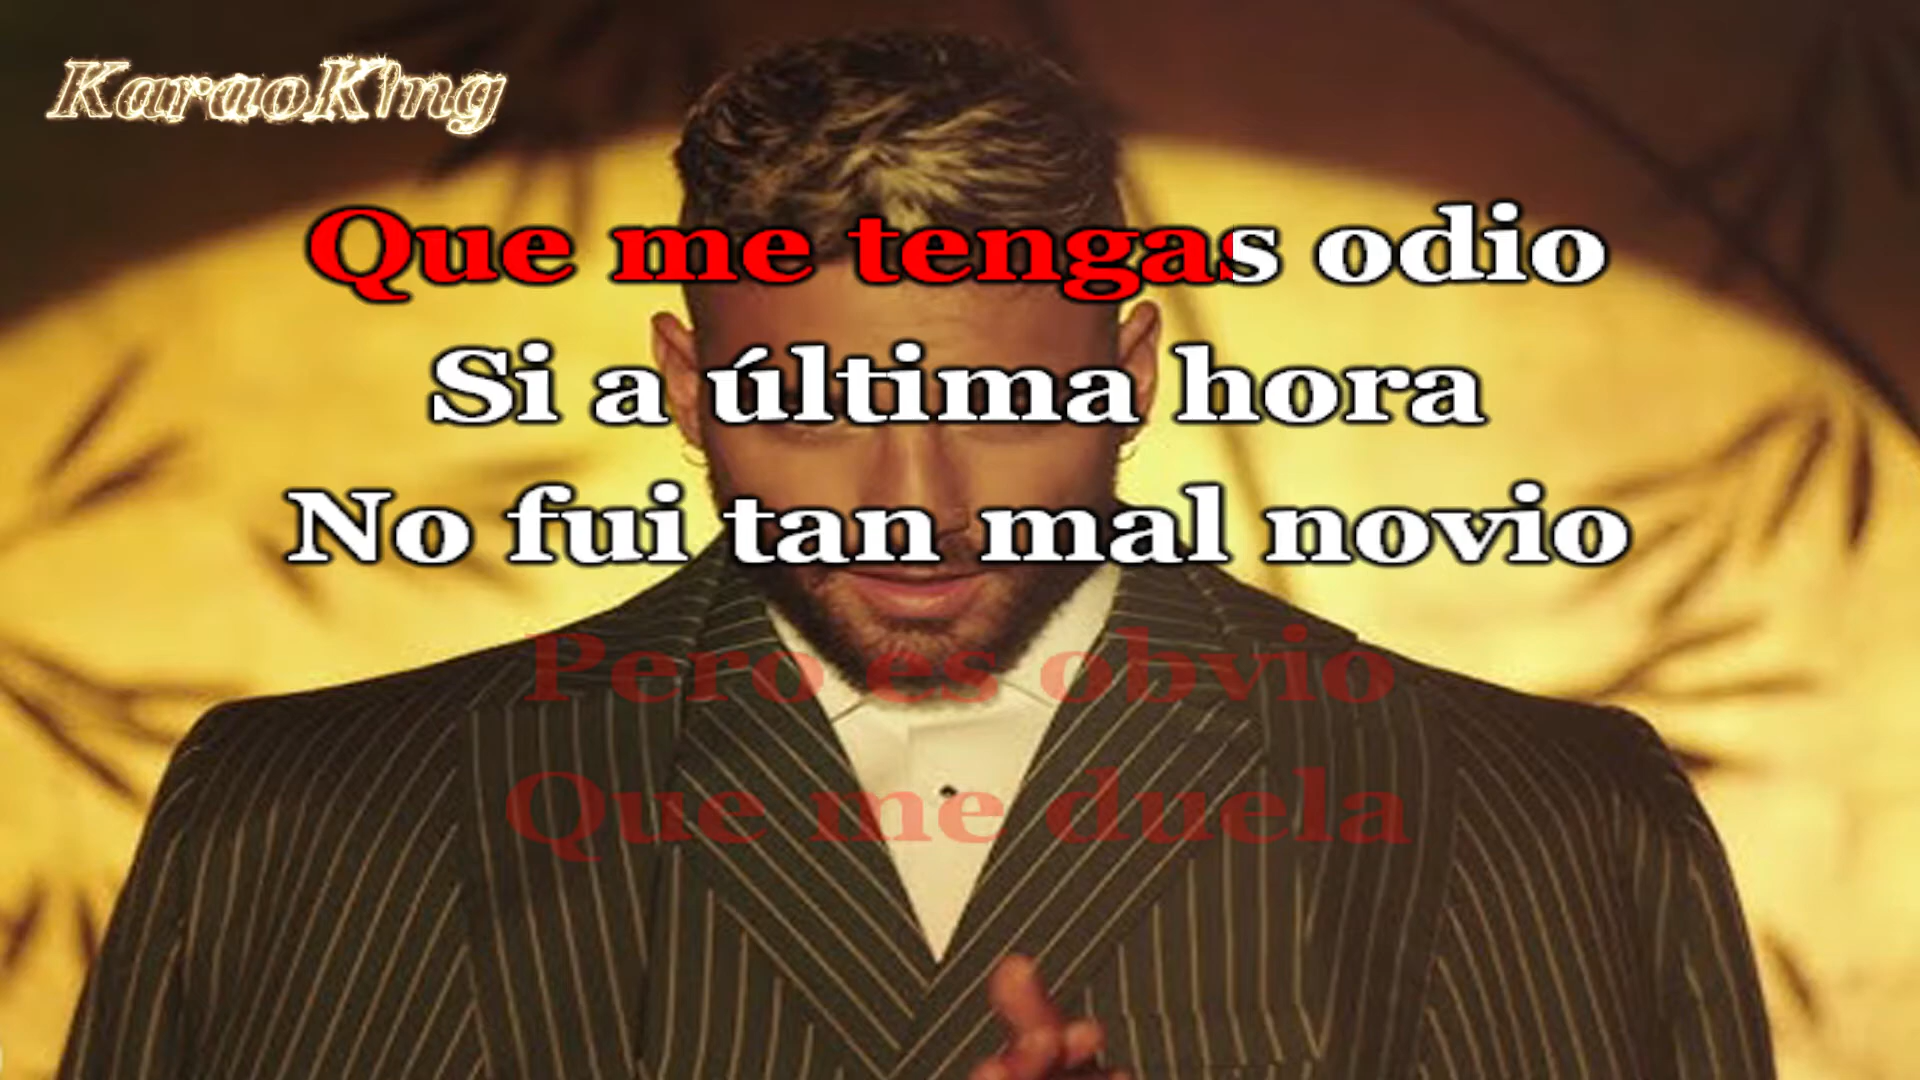 KaraoKing
Que me tengas odio
Si a última hora
No fui tan mal novio
Pero es obvio
Que me duela